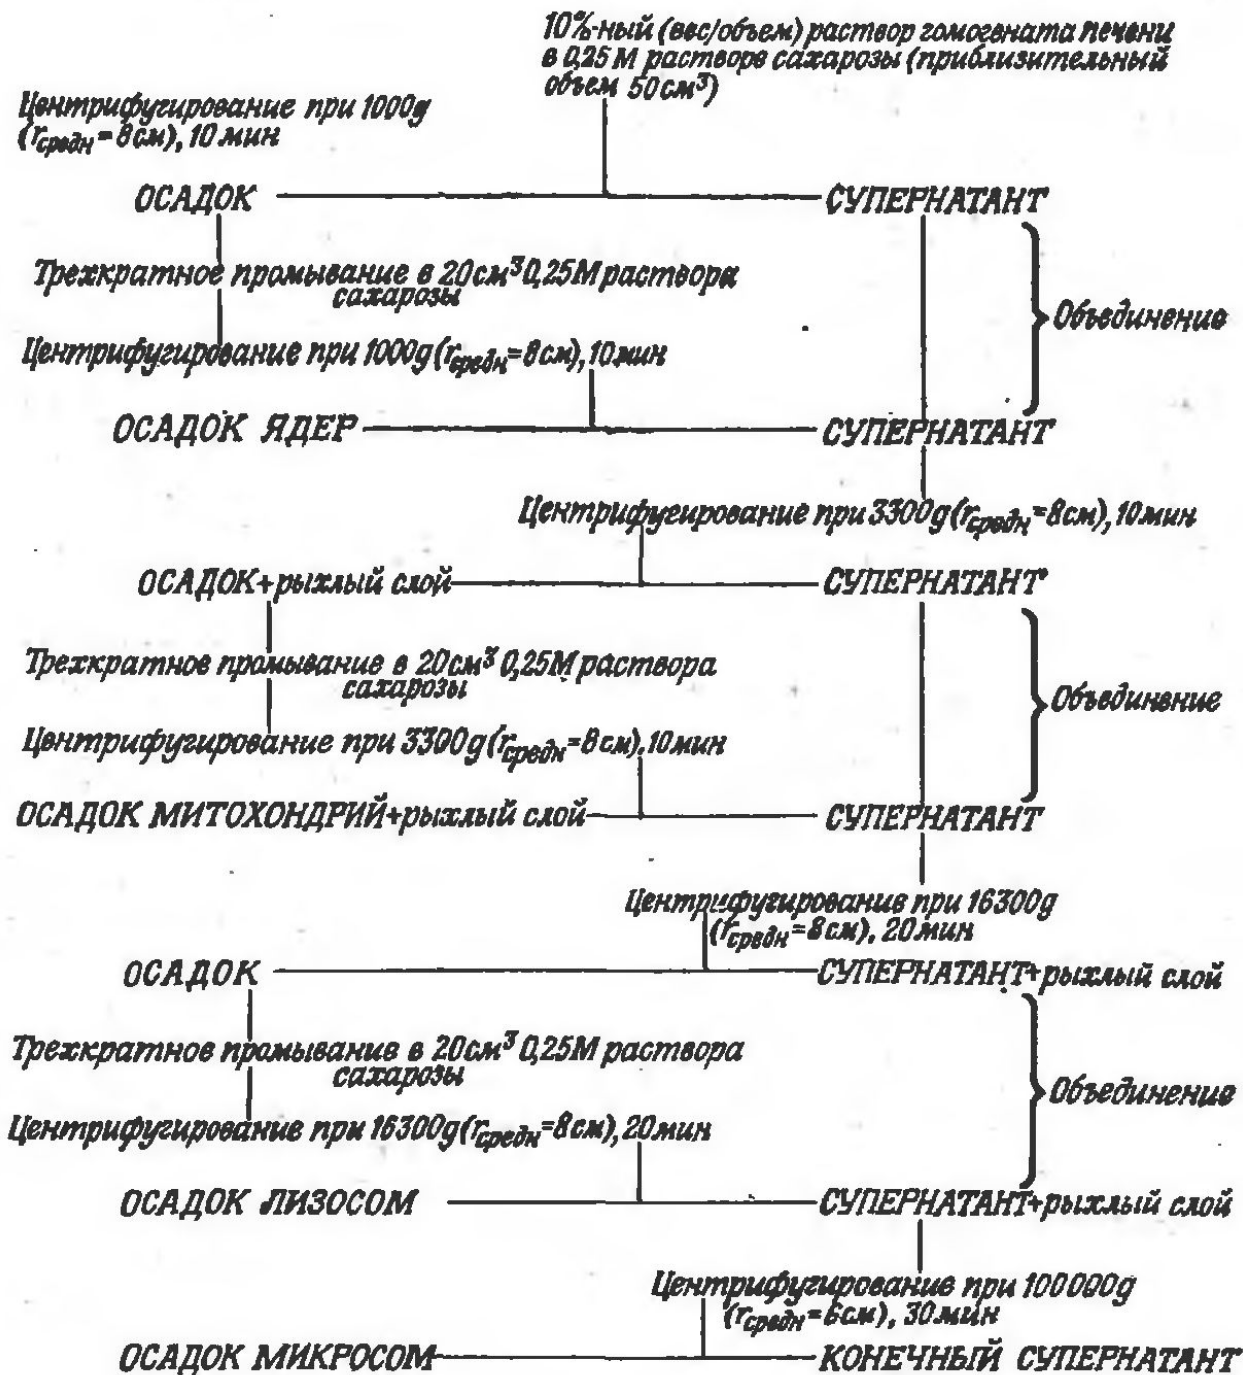 10%-ный (вес/объем) раствор гомогената печени
в 0,25 М растворе сахарозы (приблизительный
объем 50 см³)
Центрифугирование при 1000g
(rсредн = 8 см), 10 мин
ОСАДОК
СУПЕРНАТАНТ
Трехкратное промывание в 20 см³ 0,25 М раствора
сахарозы
Объединение
Центрифугирование при 1000g (rсредн = 8 см), 10 мин
ОСАДОК ЯДЕР
СУПЕРНАТАНТ
Центрифугирование при 3300g (rсредн = 8 см), 10 мин
ОСАДОК+рыхлый слой
СУПЕРНАТАНТ
Трехкратное промывание в 20 см³ 0,25 М раствора
сахарозы
Объединение
Центрифугирование при 3300g (rсредн = 8 см), 10 мин
ОСАДОК МИТОХОНДРИЙ+рыхлый слой
СУПЕРНАТАНТ
Центрифугирование при 16300g
(rсредн = 8 см), 20 мин
ОСАДОК
СУПЕРНАТАНТ+рыхлый слой
Трехкратное промывание в 20 см³ 0,25 М раствора
сахарозы
Объединение
Центрифугирование при 16300g (rсредн = 8 см), 20 мин
ОСАДОК ЛИЗОСОМ
СУПЕРНАТАНТ+рыхлый слой
Центрифугирование при 100000g
(rсредн = 6 см), 30 мин
ОСАДОК МИКРОСОМ
КОНЕЧНЫЙ СУПЕРНАТАНТ